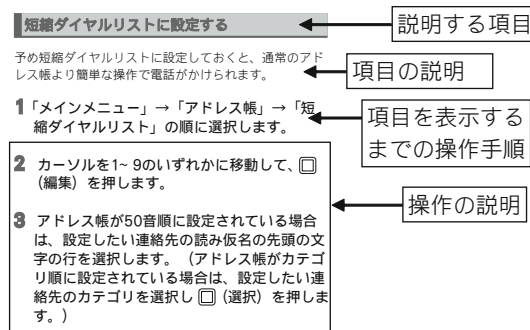 短縮ダイヤルリストに設定する
説明する項目
予め短縮ダイヤルリストに設定しておくと、通常のアド
レス帳より簡単な操作で電話がかけられます。
項目の説明
1「メインメニュー」→「アドレス帳」→「短
縮ダイヤルリスト」の順に選択します。
項目を表示する
までの操作手順
2 カーソルを1~ 9のいずれかに移動して、
(編集)を押します。
操作の説明
3 アドレス帳が50音順に設定されている場合
は、設定したい連絡先の読み仮名の先頭の文
字の行を選択します。(アドレス帳がカテゴ
リ順に設定されている場合は、設定したい連
絡先のカテゴリを選択し (選択)を押しま
す。)